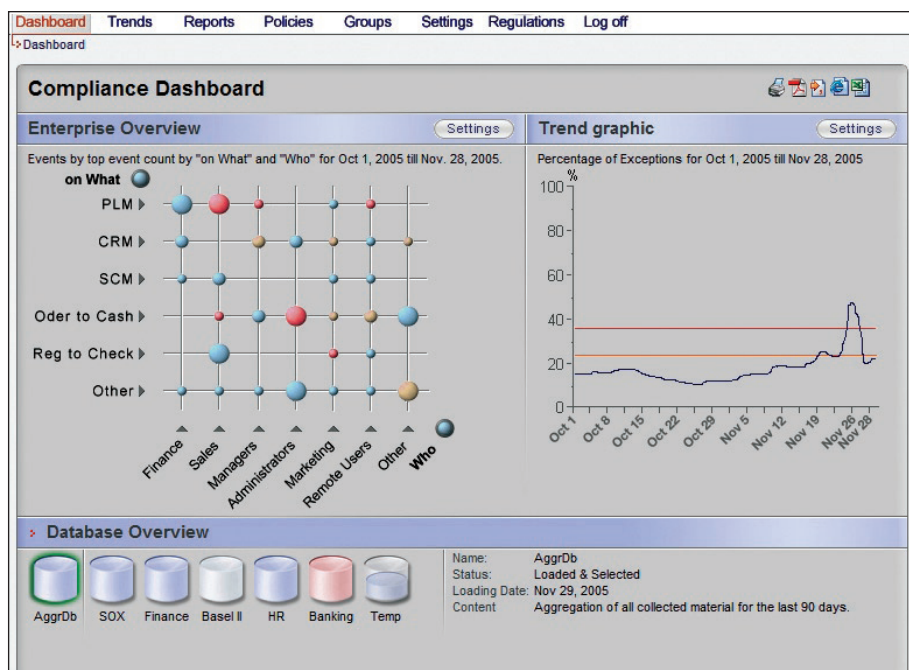 Dashboard Trends Reports Policies Groups Settings Regulations Log off
Dashboard
Compliance Dashboard
Enterprise Overview
Settings
Events by top event count by "on What" and "Who" for Oct 1, 2005 till Nov. 28, 2005.
on What
PLM
CRM
SCM
Oder to Cash
Reg to Check
Other
Finance
Sales
Managers
Administrators
Marketing
Remote Users
Other
Who
Trend graphic
Settings
Percentage of Exceptions for Oct 1, 2005 till Nov 28, 2005
%
100
80
60
40
20
0
Oct 1
Oct 8
Oct 15
Oct 22
Oct 29
Nov 5
Nov 12
Nov 19
Nov 26
Nov 28
Database Overview
AggrDb SOX Finance Basel II HR Banking Temp
Name: AggrDb
Status: Loaded & Selected
Loading Date: Nov 29, 2005
Content Aggregation of all collected material for the last 90 days.